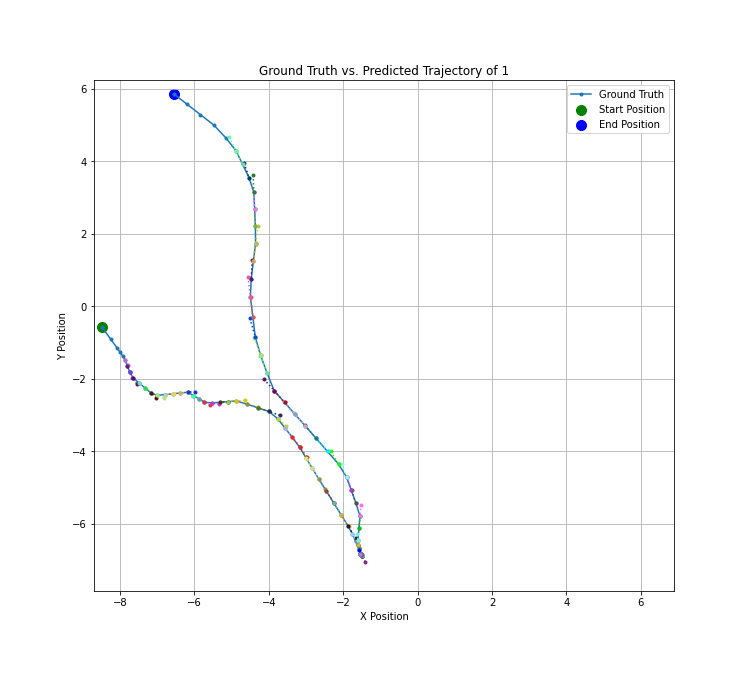 Ground Truth vs. Predicted Trajectory of 1
Ground Truth
Start Position
End Position
6
4
2
0
−2
−4
−6
Y Position
−8 −6 −4 −2 0 2 4 6
X Position